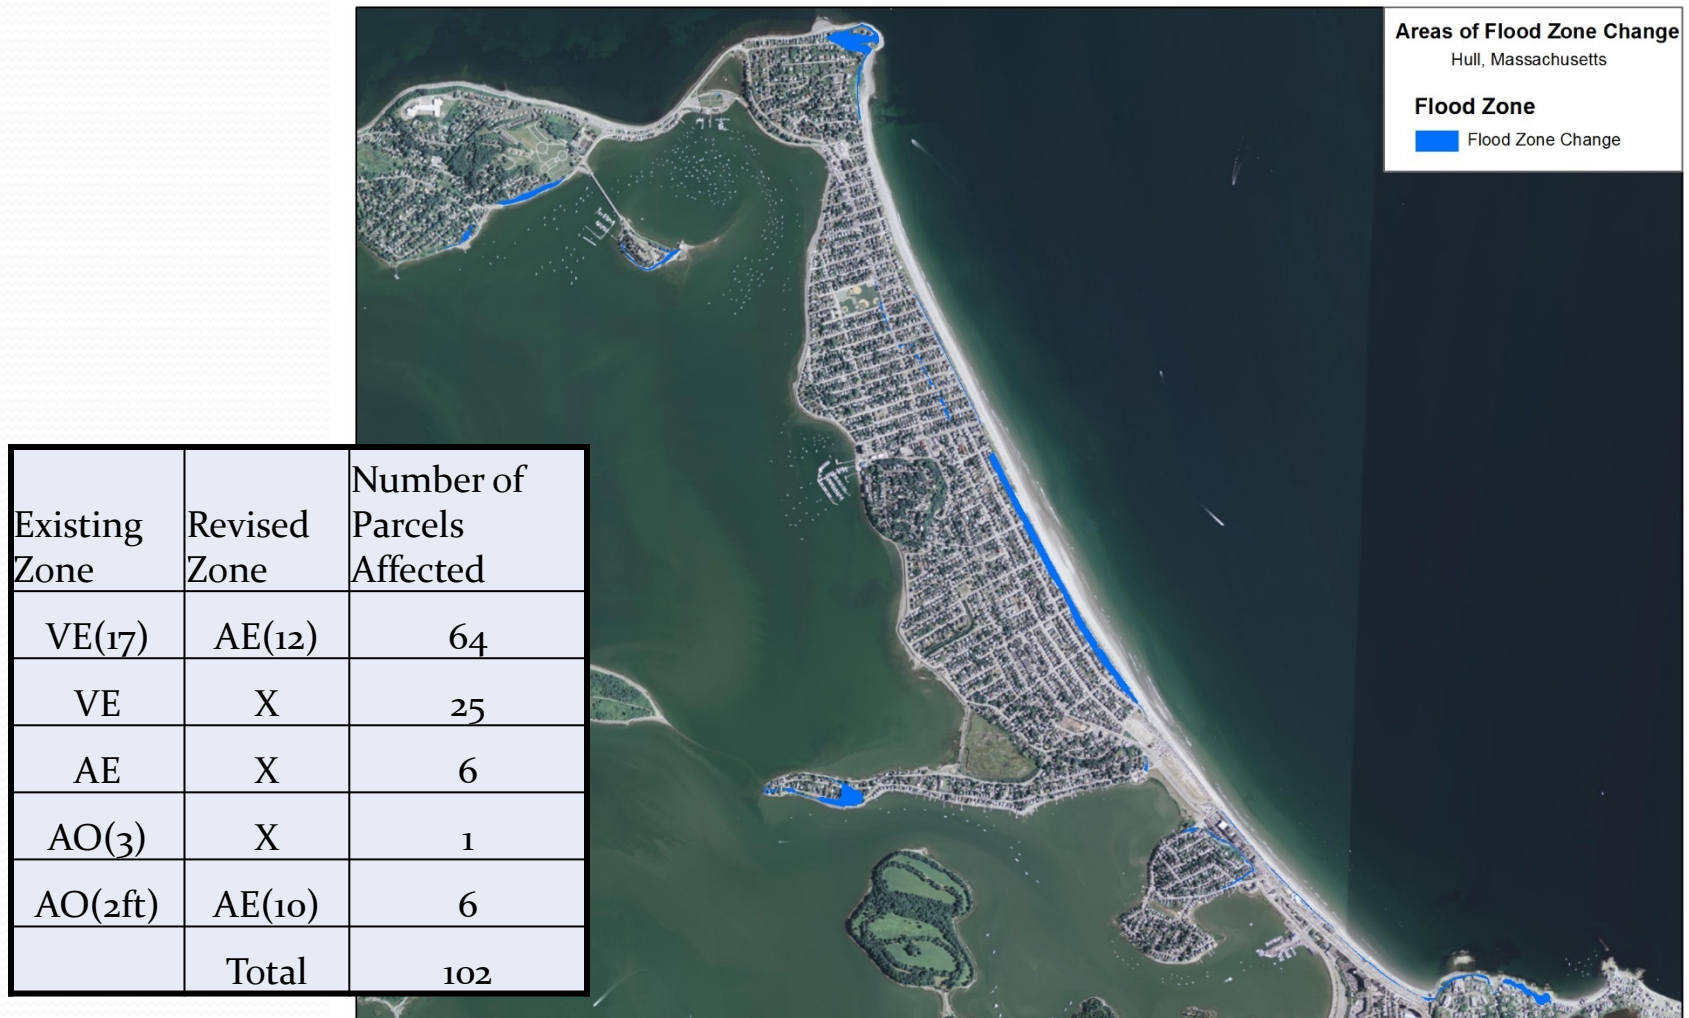 Areas of Flood Zone Change
Hull, Massachusetts
Flood Zone
Flood Zone Change
Existing Zone Revised Zone Number of Parcels Affected
VE(17) AE(12) 64
VE X 25
AE X 6
AO(3) X 1
AO(2ft) AE(10) 6
Total 102